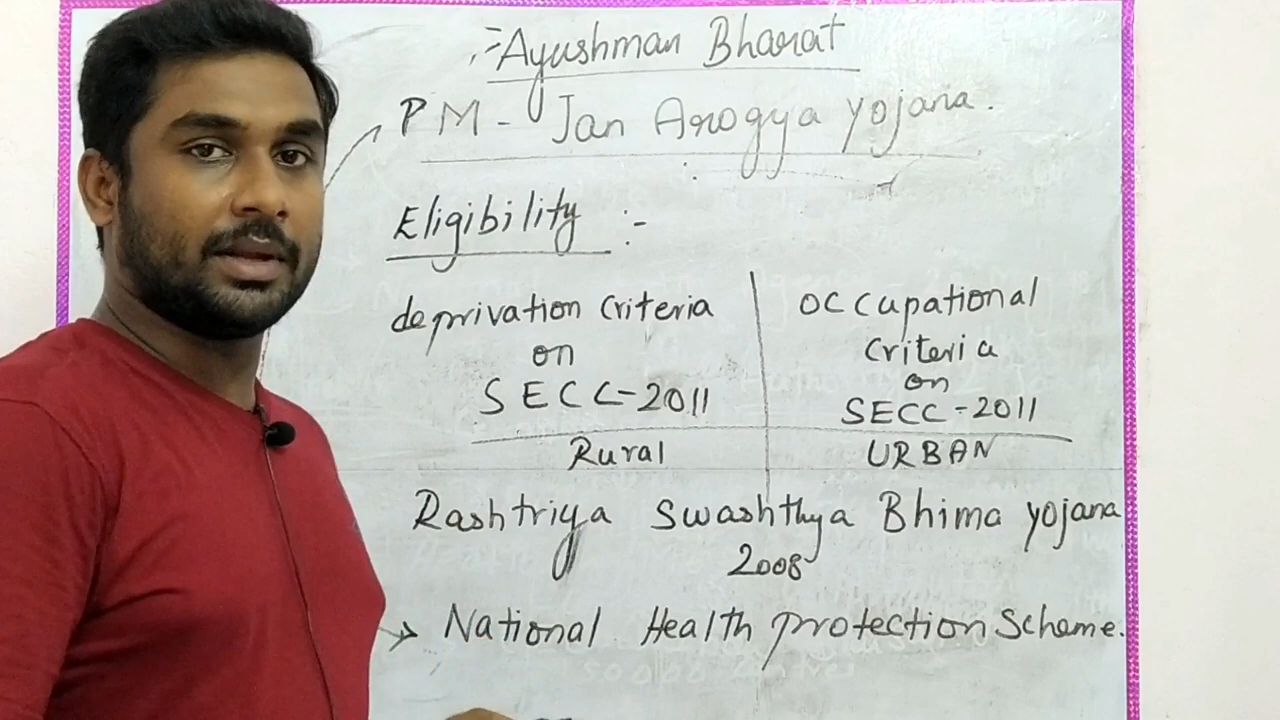 :- Ayushman Bharat
PM - Jan Arogya Yojana.
Eligibility :-
deprivation criteria
on
SECC-2011
Rural
Occupational
criteria
on
SECC-2011
URBAN
Rashtriya Swashthya Bhima yojana
2008
→ National Health protection Scheme.